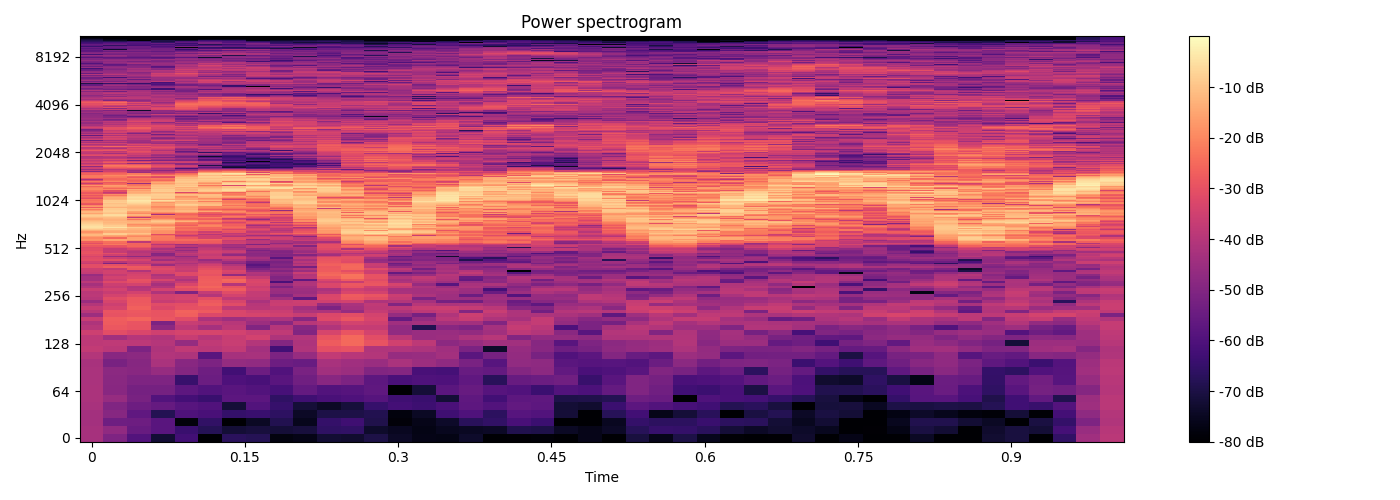 Power spectrogram
8192
4096
2048
1024
512
256
128
64
0
Hz
0
0.15
0.3
0.45
0.6
0.75
0.9
Time
-10 dB
-20 dB
-30 dB
-40 dB
-50 dB
-60 dB
-70 dB
-80 dB